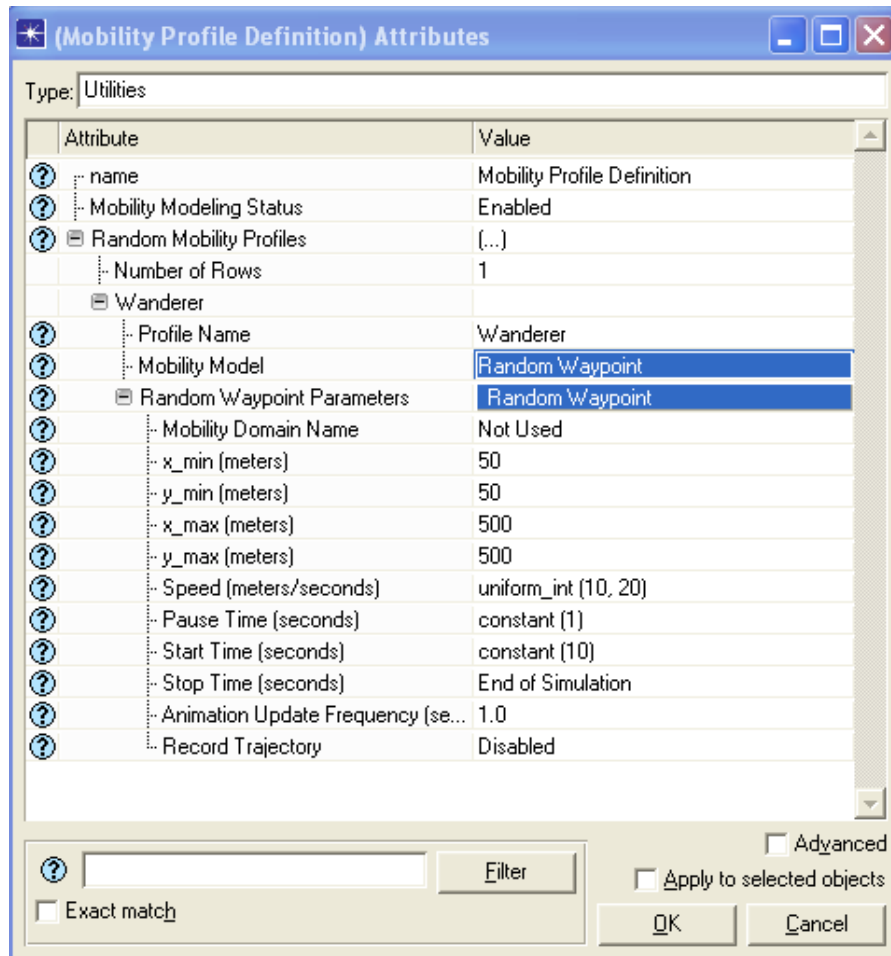 (Mobility Profile Definition) Attributes
Type: Utilities
Attribute Value
name Mobility Profile Definition
Mobility Modeling Status Enabled
Random Mobility Profiles (...)
Number of Rows 1
Wanderer
Profile Name Wanderer
Mobility Model Random Waypoint
Random Waypoint Parameters Random Waypoint
Mobility Domain Name Not Used
x_min (meters) 50
y_min (meters) 50
x_max (meters) 500
y_max (meters) 500
Speed (meters/seconds) uniform_int (10, 20)
Pause Time (seconds) constant (1)
Start Time (seconds) constant (10)
Stop Time (seconds) End of Simulation
Animation Update Frequency (se... 1.0
Record Trajectory Disabled
Advanced
Filter
Apply to selected objects
Exact match
OK Cancel